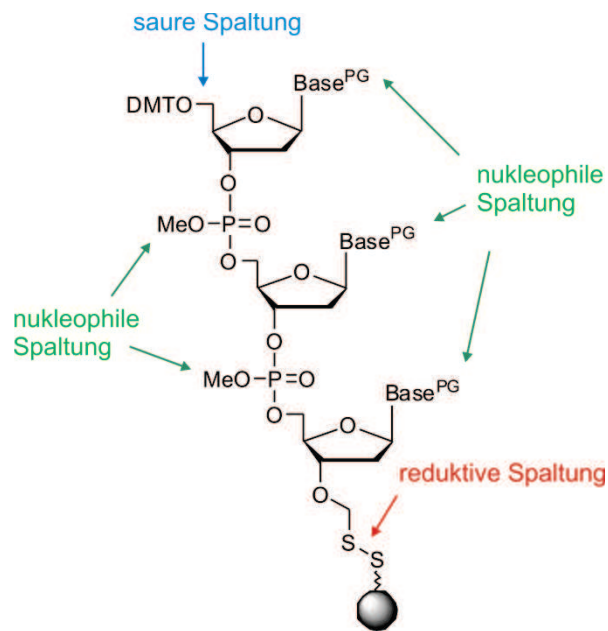 saure Spaltung
Base^PG
DMTO
O
O
nukleophile
Spaltung
MeO P=O
O
Base^PG
O
nukleophile
Spaltung
O
MeO P=O
O
Base^PG
O
reduktive Spaltung
O
S
S